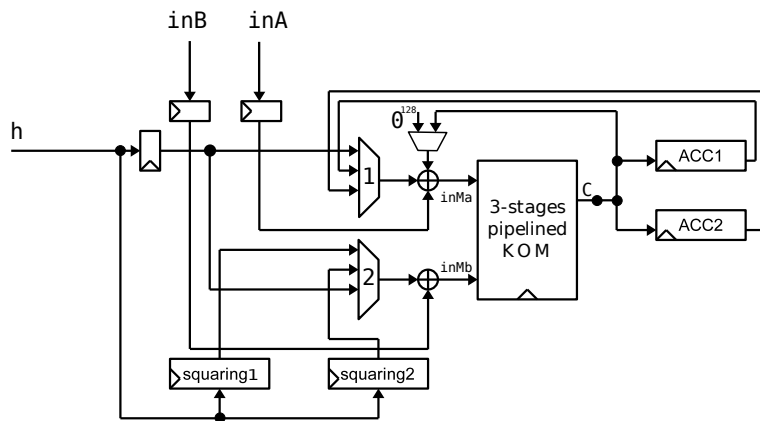 inB inA
h
0^128
1
ACC1
inMa
C
3-stages
pipelined
KOM
ACC2
2
inMb
squaring1
squaring2